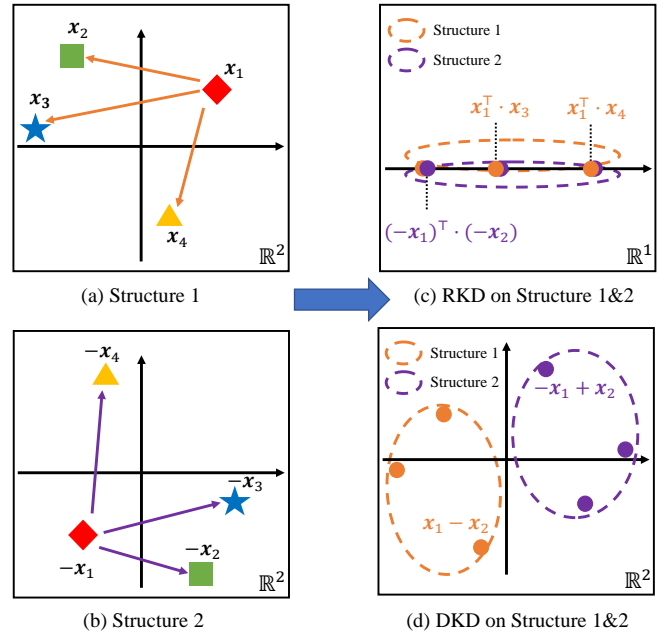 x₂
x₁
x₃
x₄
ℝ²
(a) Structure 1
Structure 1
Structure 2
x₁ᵀ · x₃
x₁ᵀ · x₄
(−x₁)ᵀ · (−x₂)
ℝ¹
(c) RKD on Structure 1&2
−x₄
−x₃
−x₂
−x₁
ℝ²
(b) Structure 2
Structure 1
Structure 2
−x₁ + x₂
x₁ − x₂
ℝ²
(d) DKD on Structure 1&2